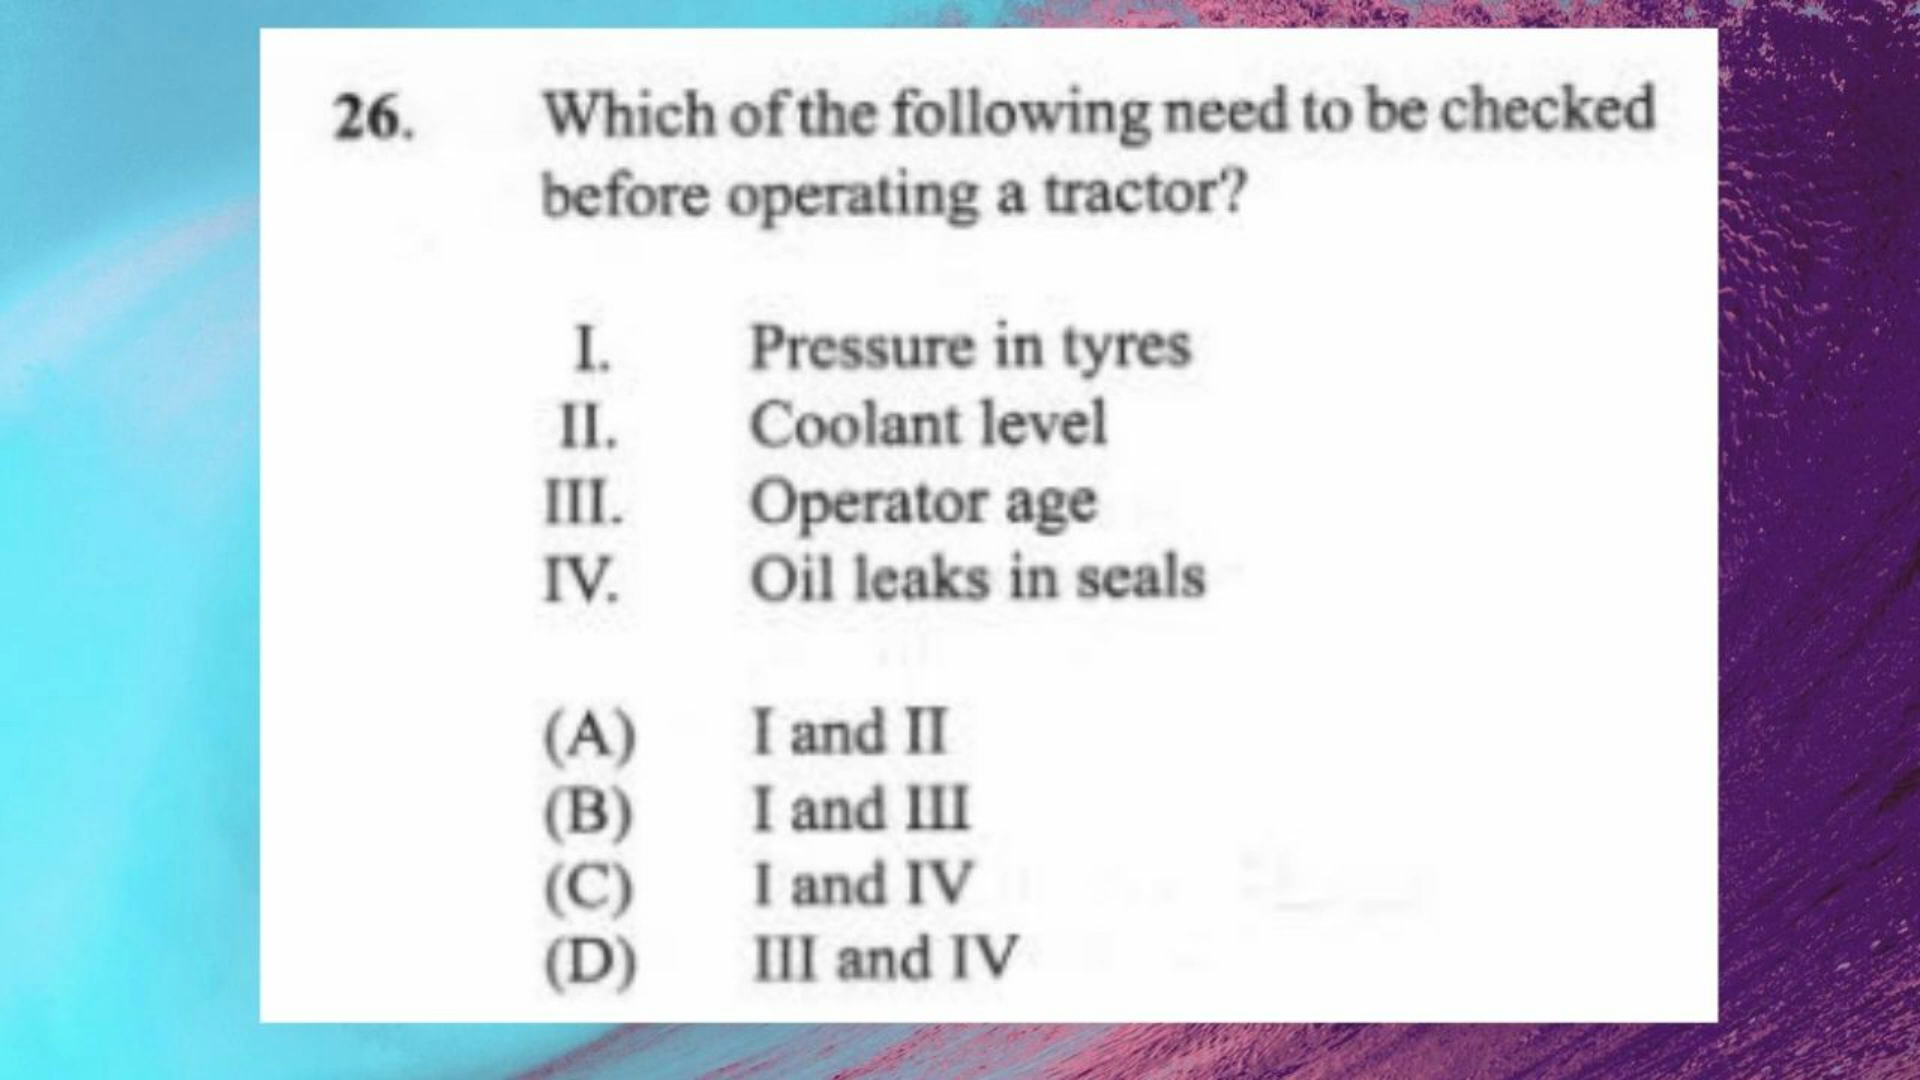 26. Which of the following need to be checked
before operating a tractor?
I. Pressure in tyres
II. Coolant level
III. Operator age
IV. Oil leaks in seals
(A) I and II
(B) I and III
(C) I and IV
(D) III and IV